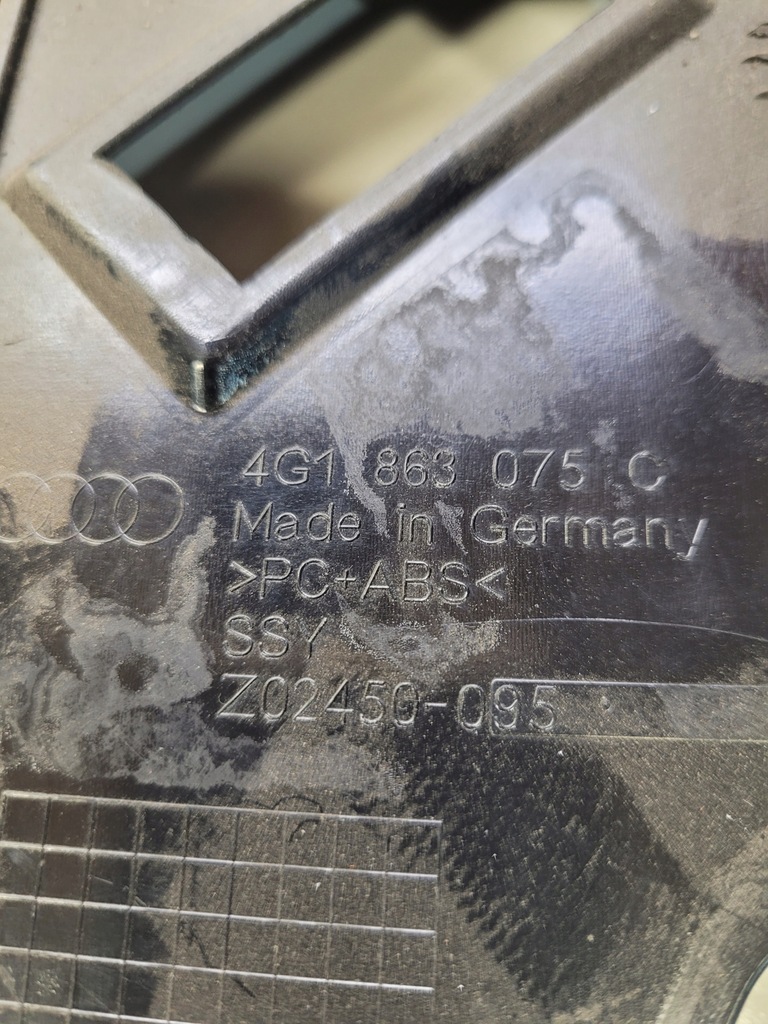 4G1 863 075 C
Made in Germany
>PC+ABS<
SSY
Z02450-095